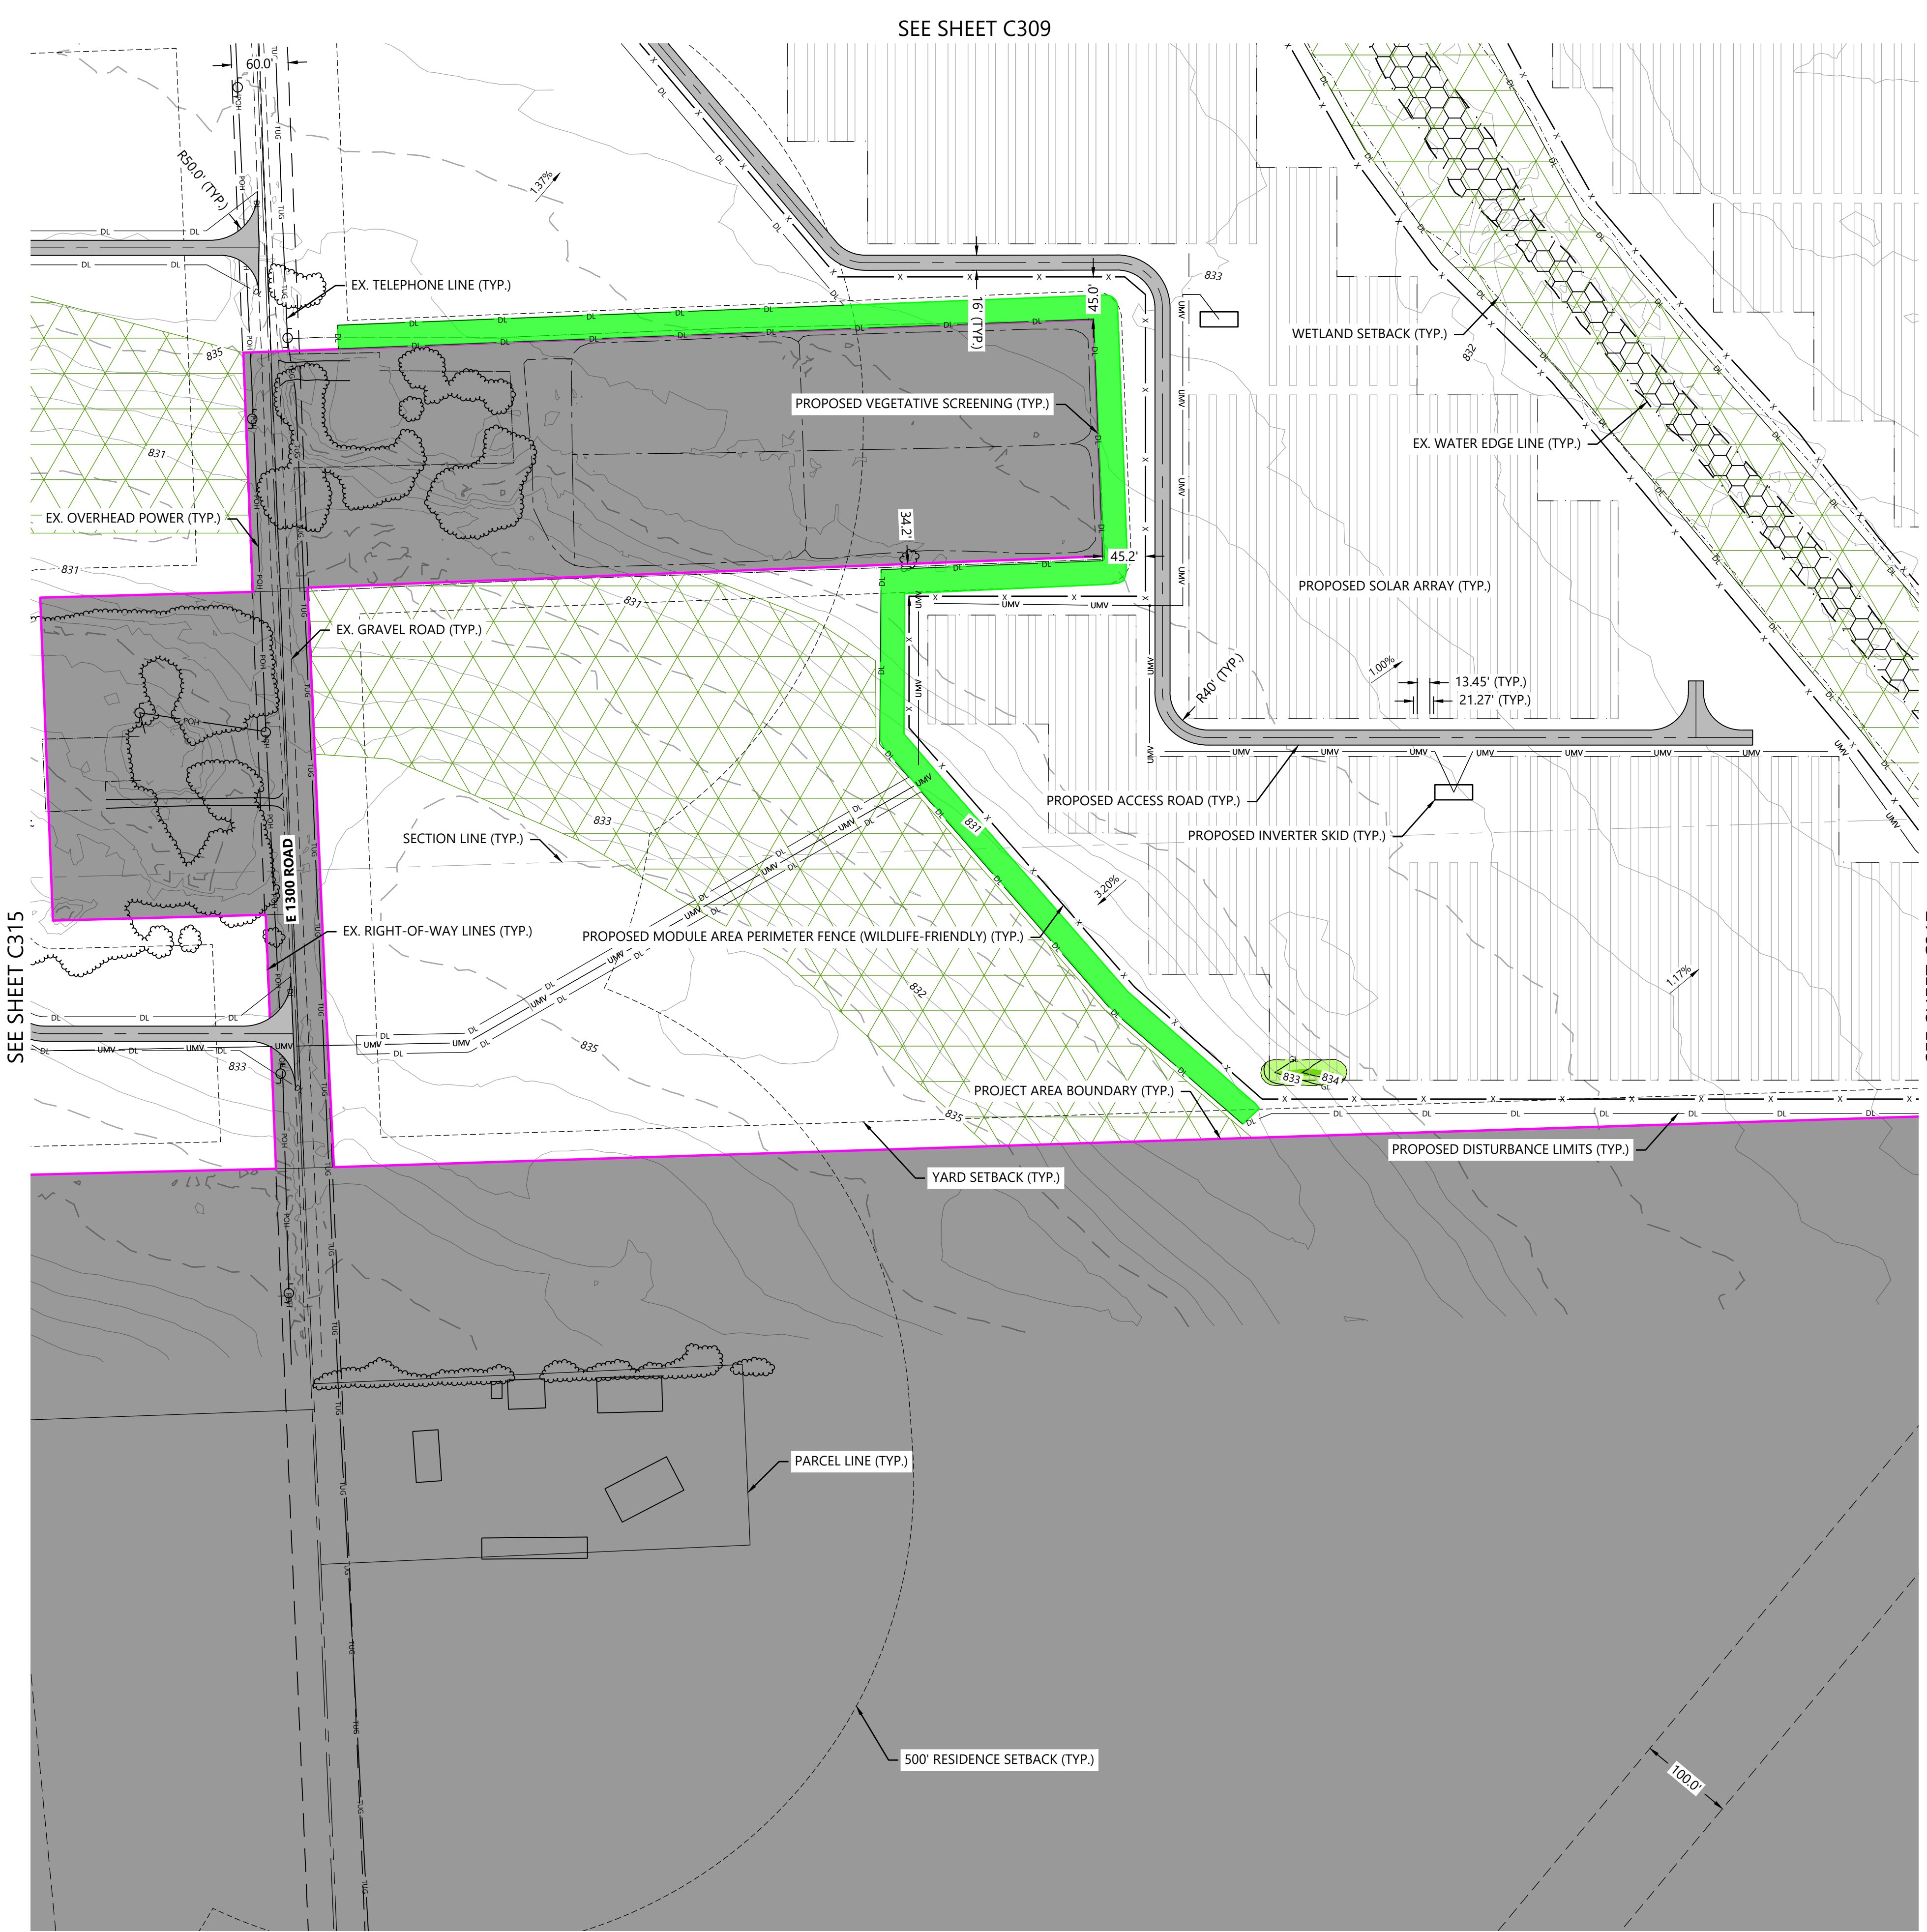 SEE SHEET C309
60.0'
R50.0' (TYP.)
1.37%
EX. TELEPHONE LINE (TYP.)
833
16' (TYP.)
45.0'
WETLAND SETBACK (TYP.)
832
835
PROPOSED VEGETATIVE SCREENING (TYP.)
EX. WATER EDGE LINE (TYP.)
831
EX. OVERHEAD POWER (TYP.)
34.2'
45.2'
831
PROPOSED SOLAR ARRAY (TYP.)
831
EX. GRAVEL ROAD (TYP.)
R40' (TYP.)
1.00%
13.45' (TYP.)
21.27' (TYP.)
PROPOSED ACCESS ROAD (TYP.)
833
831
SECTION LINE (TYP.)
PROPOSED INVERTER SKID (TYP.)
E 1300 ROAD
3.20%
EX. RIGHT-OF-WAY LINES (TYP.)
PROPOSED MODULE AREA PERIMETER FENCE (WILDLIFE-FRIENDLY) (TYP.)
SEE SHEET C315
832
1.17%
835
833
833
834
PROJECT AREA BOUNDARY (TYP.)
835
PROPOSED DISTURBANCE LIMITS (TYP.)
YARD SETBACK (TYP.)
PARCEL LINE (TYP.)
500' RESIDENCE SETBACK (TYP.)
100.0'
DL
X
UMV
POH
TUG
GL